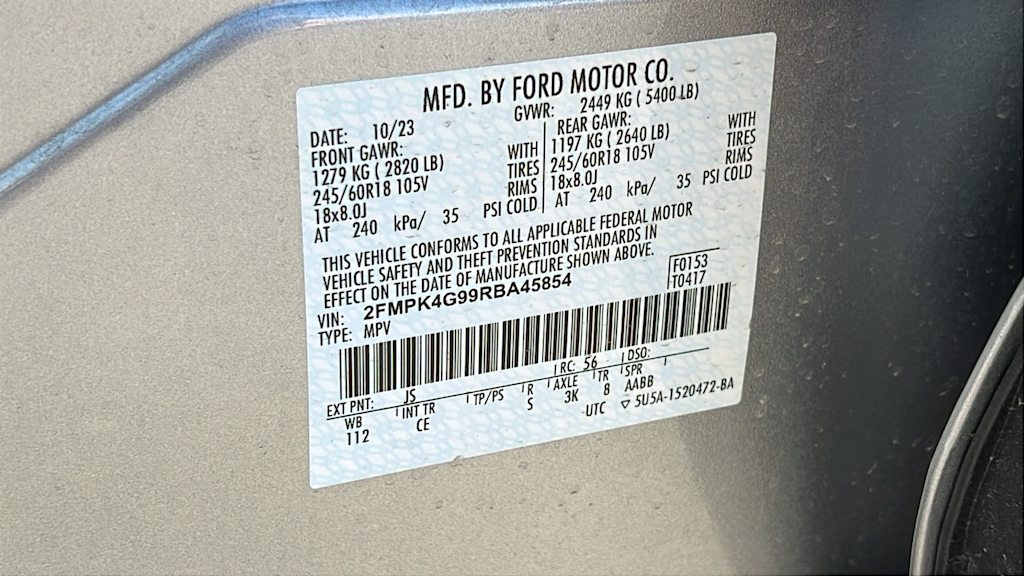 MFD. BY FORD MOTOR CO.
DATE: 10/23 GVWR: 2449 KG ( 5400 LB)
FRONT GAWR: REAR GAWR:
1279 KG ( 2820 LB) WITH 1197 KG ( 2640 LB) WITH
245/60R18 105V TIRES 245/60R18 105V TIRES
18x8.0J RIMS 18x8.0J RIMS
AT 240 kPa/ 35 PSI COLD AT 240 kPa/ 35 PSI COLD
THIS VEHICLE CONFORMS TO ALL APPLICABLE FEDERAL MOTOR
VEHICLE SAFETY AND THEFT PREVENTION STANDARDS IN
EFFECT ON THE DATE OF MANUFACTURE SHOWN ABOVE.
VIN: 2FMPK4G99RBA45854 F0153
TYPE: MPV T0417
EXT PNT: JS RC: 56 DSO:
WB INT TR TP/PS R AXLE TR SPR
112 CE S 3K 8 AABB
UTC ▽ 5U5A-1520472-BA